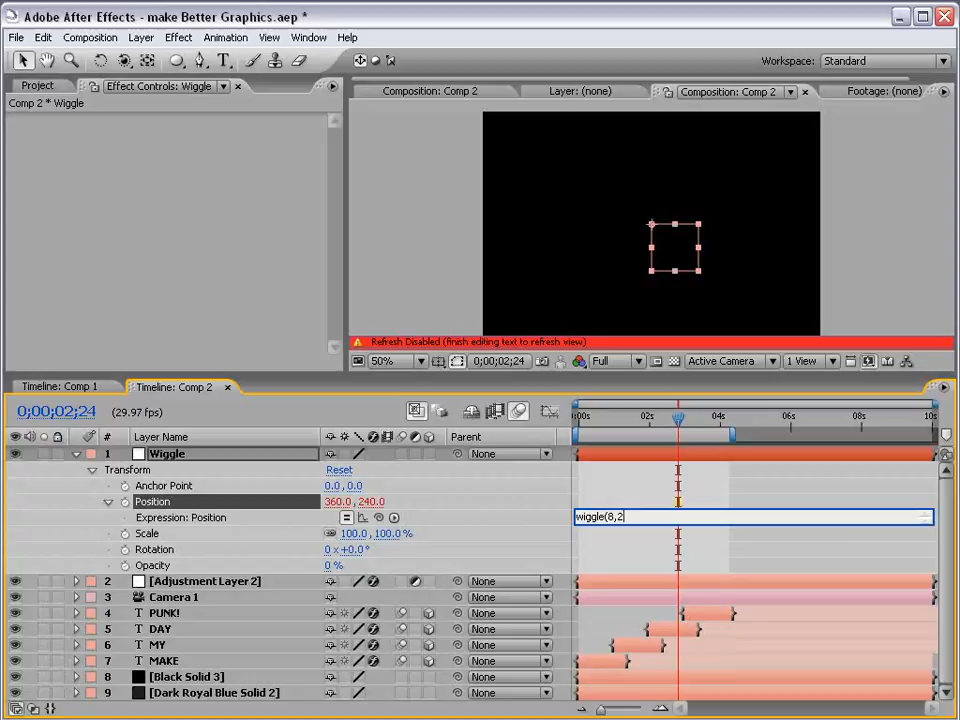 Adobe After Effects - make Better Graphics.aep *
File Edit Composition Layer Effect Animation View Window Help
Workspace: Standard
Project Effect Controls: Wiggle
Composition: Comp 2 Layer: (none) Composition: Comp 2 Footage: (none)
Comp 2 * Wiggle
Refresh Disabled (finish editing text to refresh view)
50% 0;00;02;24 Full Active Camera 1 View
Timeline: Comp 1 Timeline: Comp 2
0;00;02;24 (29.97 fps)
:00s 02s 04s 06s 08s 10s
# Layer Name Parent
1 Wiggle None
Transform Reset
Anchor Point 0.0, 0.0
Position 360.0, 240.0
Expression: Position wiggle(8,2
Scale 100.0, 100.0%
Rotation 0 x +0.0°
Opacity 0 %
2 [Adjustment Layer 2] None
3 Camera 1 None
4 T PUNK! None
5 T DAY None
6 T MY None
7 T MAKE None
8 [Black Solid 3] None
9 [Dark Royal Blue Solid 2] None